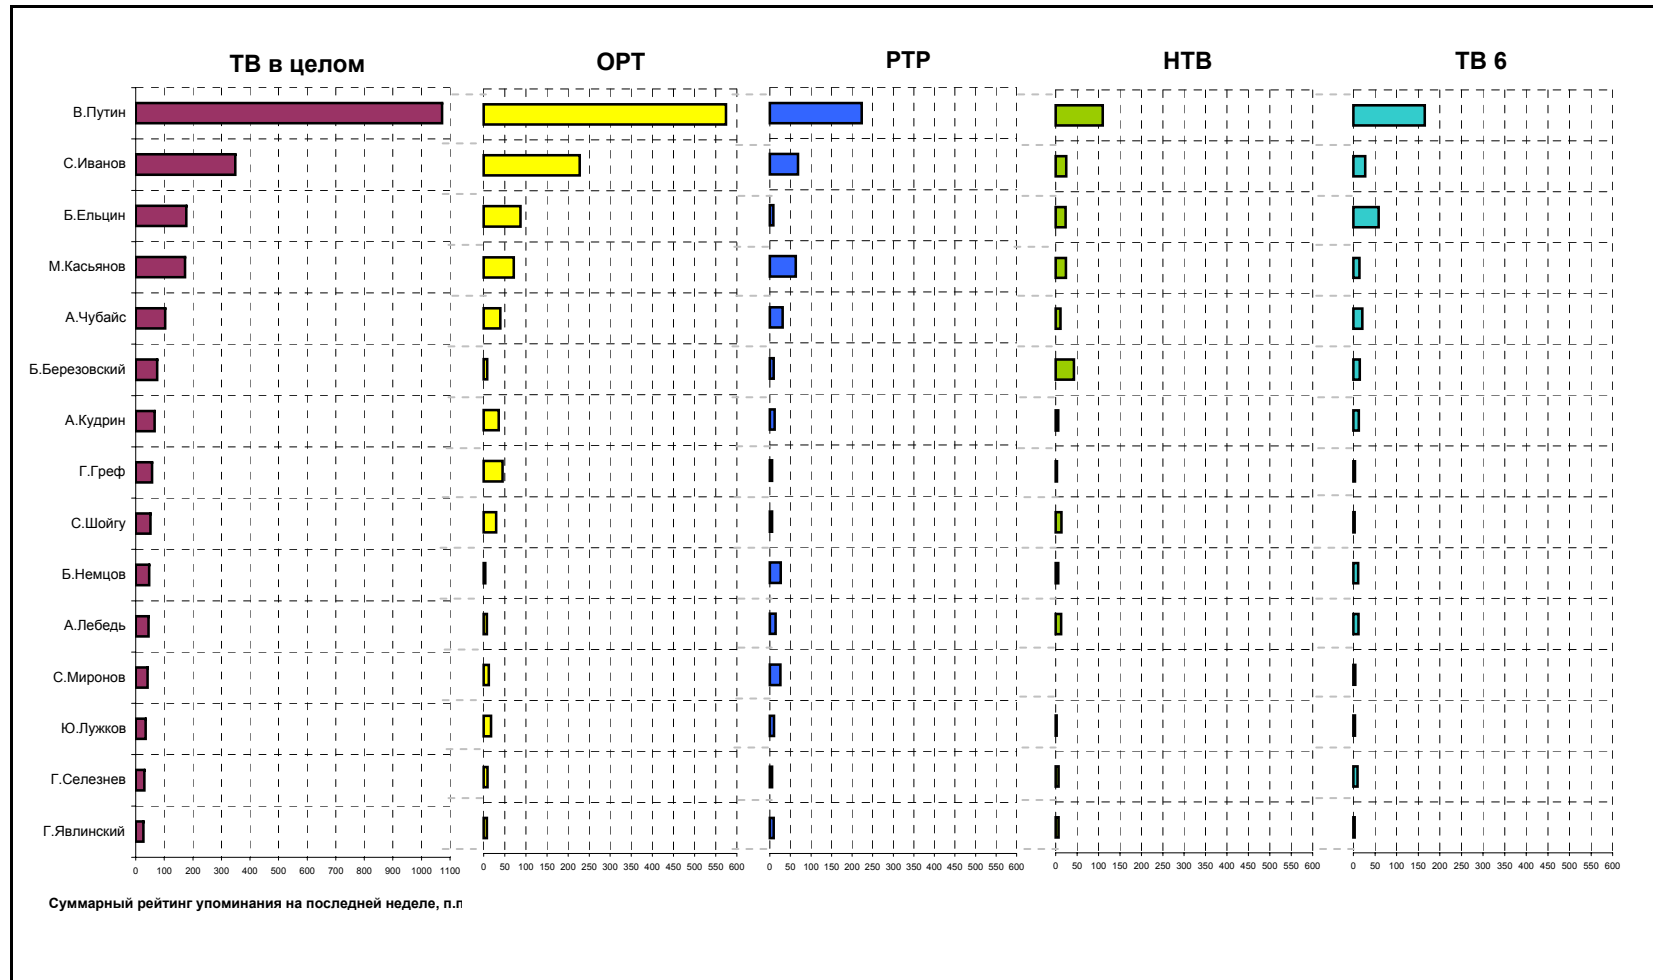 ТВ в целом
ОРТ
РТР
НТВ
ТВ 6
В.Путин
С.Иванов
Б.Ельцин
М.Касьянов
А.Чубайс
Б.Березовский
А.Кудрин
Г.Греф
С.Шойгу
Б.Немцов
А.Лебедь
С.Миронов
Ю.Лужков
Г.Селезнев
Г.Явлинский
0 100 200 300 400 500 600 700 800 900 1000 1100
0 50 100 150 200 250 300 350 400 450 500 550 600
0 50 100 150 200 250 300 350 400 450 500 550 600
0 50 100 150 200 250 300 350 400 450 500 550 600
0 50 100 150 200 250 300 350 400 450 500 550 600
Суммарный рейтинг упоминания на последней неделе, п.п